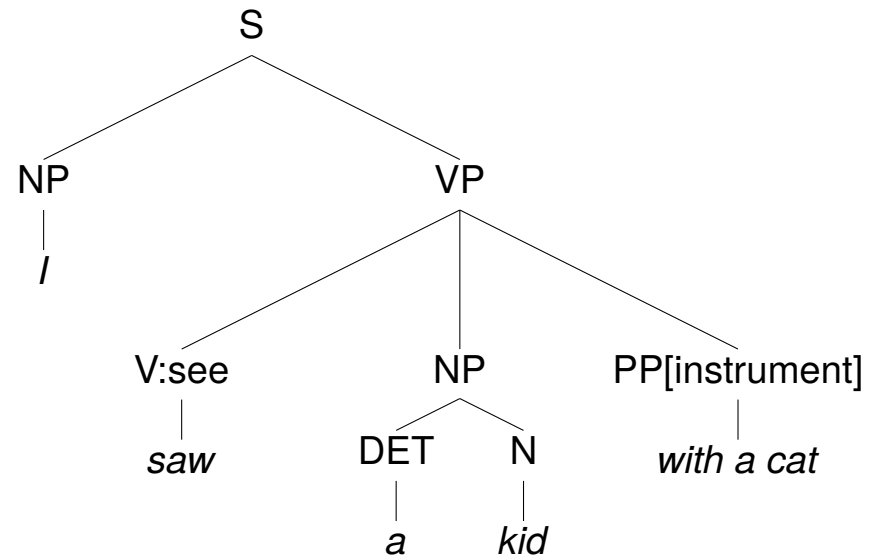 S
NP VP
I
V:see NP PP[instrument]
saw DET N with a cat
a kid